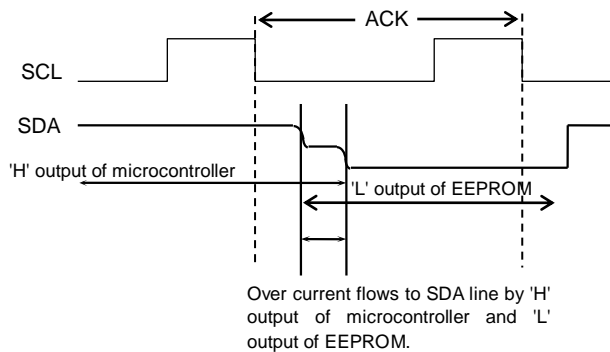 ACK
SCL
SDA
'H' output of microcontroller
'L' output of EEPROM
Over current flows to SDA line by 'H'
output of microcontroller and 'L'
output of EEPROM.